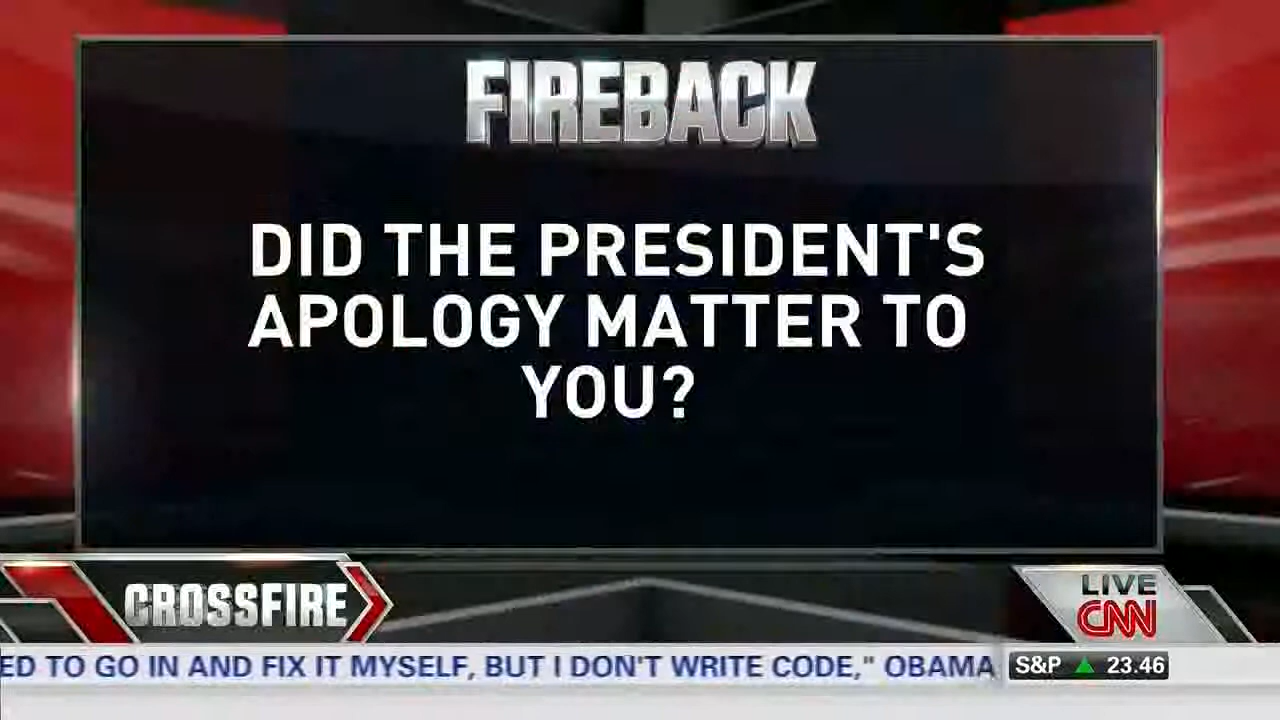 FIREBACK
DID THE PRESIDENT'S
APOLOGY MATTER TO
YOU?
CROSSFIRE
LIVE
CNN
ED TO GO IN AND FIX IT MYSELF, BUT I DON'T WRITE CODE," OBAMA
S&P ▲ 23.46